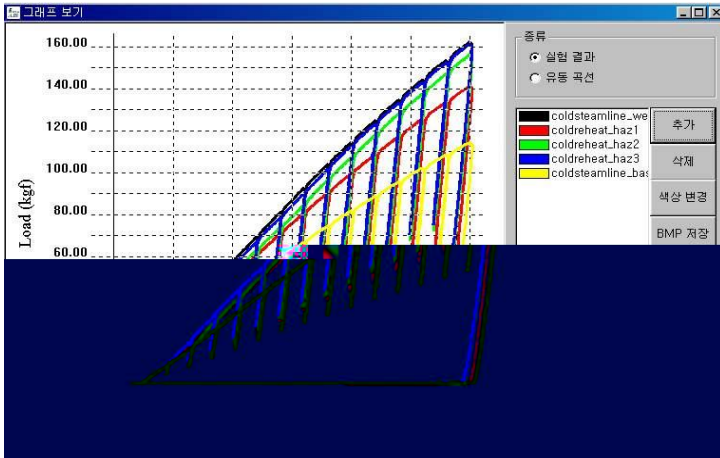 그래프 보기
160.00
140.00
120.00
100.00
80.00
60.00
Load (kgf)
종류
실험 결과
유동 곡선
coldsteamline_we
coldreheat_haz1
coldreheat_haz2
coldreheat_haz3
coldsteamline_bas
추가
삭제
색상 변경
BMP 저장